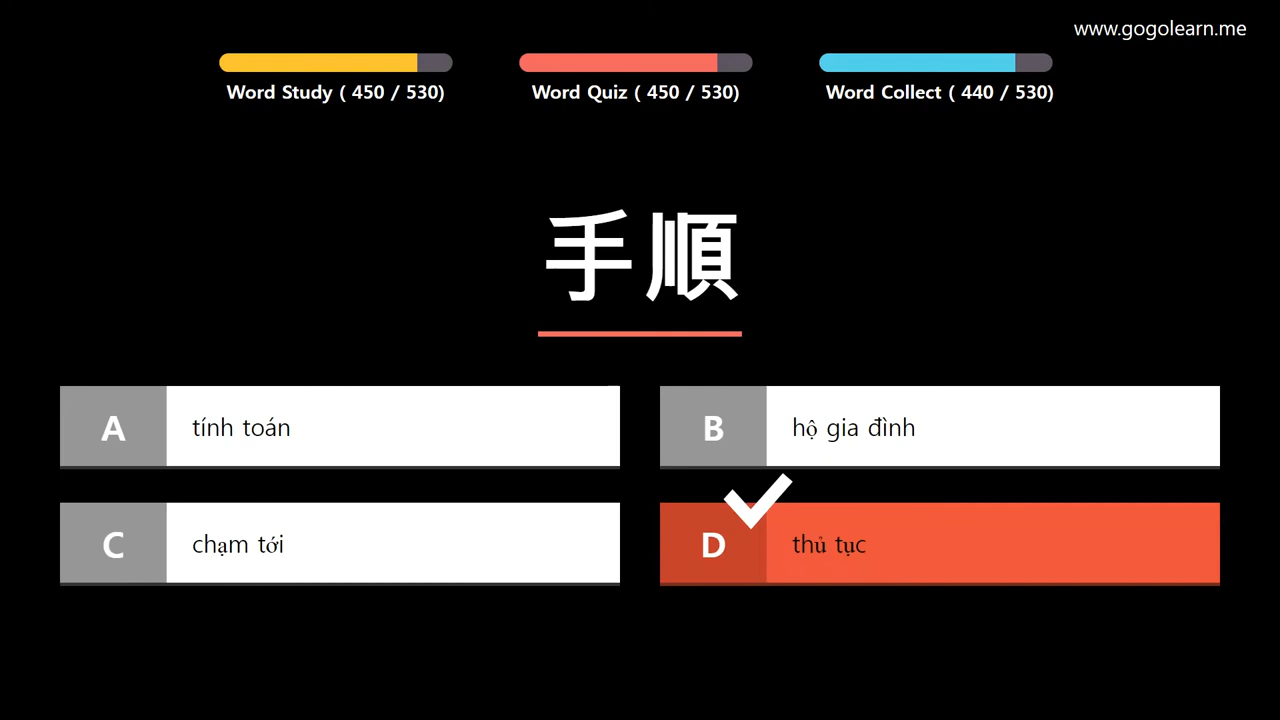 www.gogolearn.me
Word Study ( 450 / 530)
Word Quiz ( 450 / 530)
Word Collect ( 440 / 530)
手順
A tính toán
B hộ gia đình
C chạm tới
D thủ tục